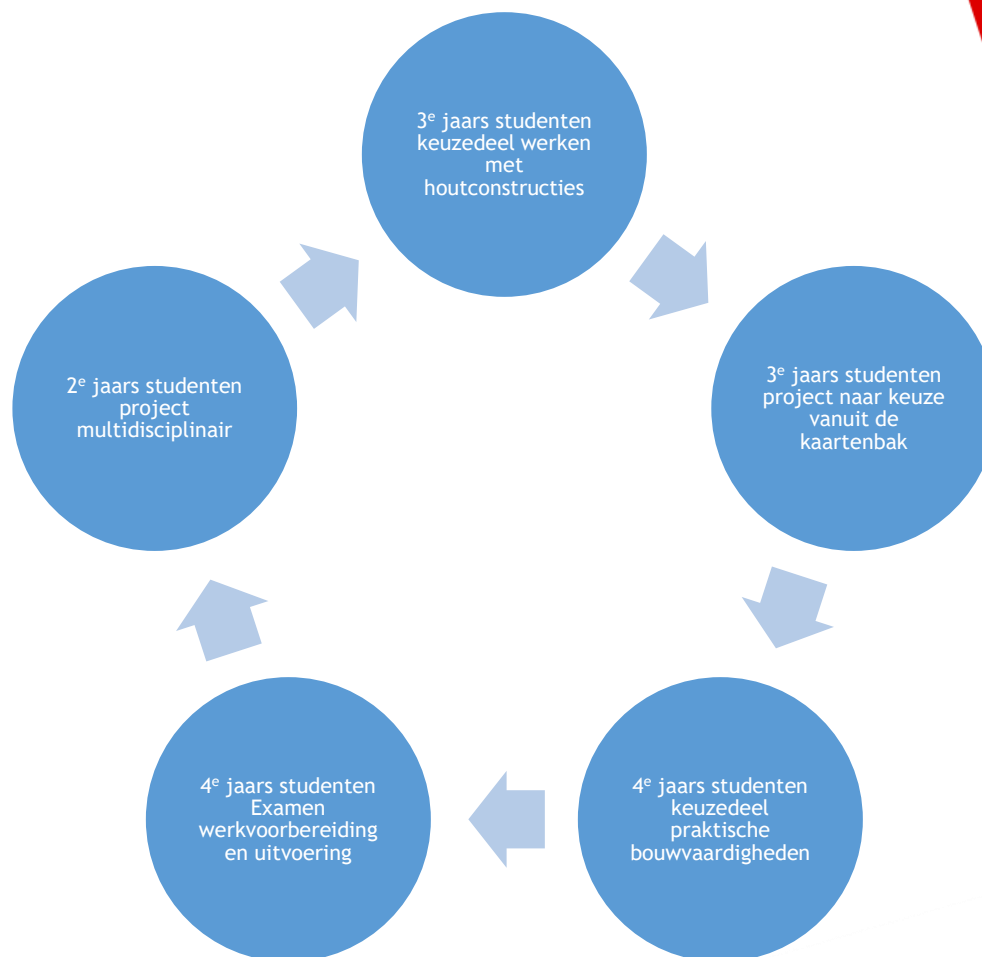 3e jaars studenten
keuzedeel werken
met
houtconstructies
3e jaars studenten
project naar keuze
vanuit de
kaartenbak
4e jaars studenten
keuzedeel
praktische
bouwvaardigheden
4e jaars studenten
Examen
werkvoorbereiding
en uitvoering
2e jaars studenten
project
multidisciplinair